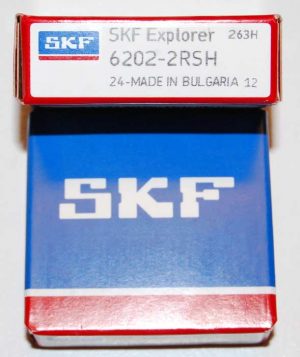 SKF
SKF Explorer 263H
6202-2RSH
24-MADE IN BULGARIA 12
SKF